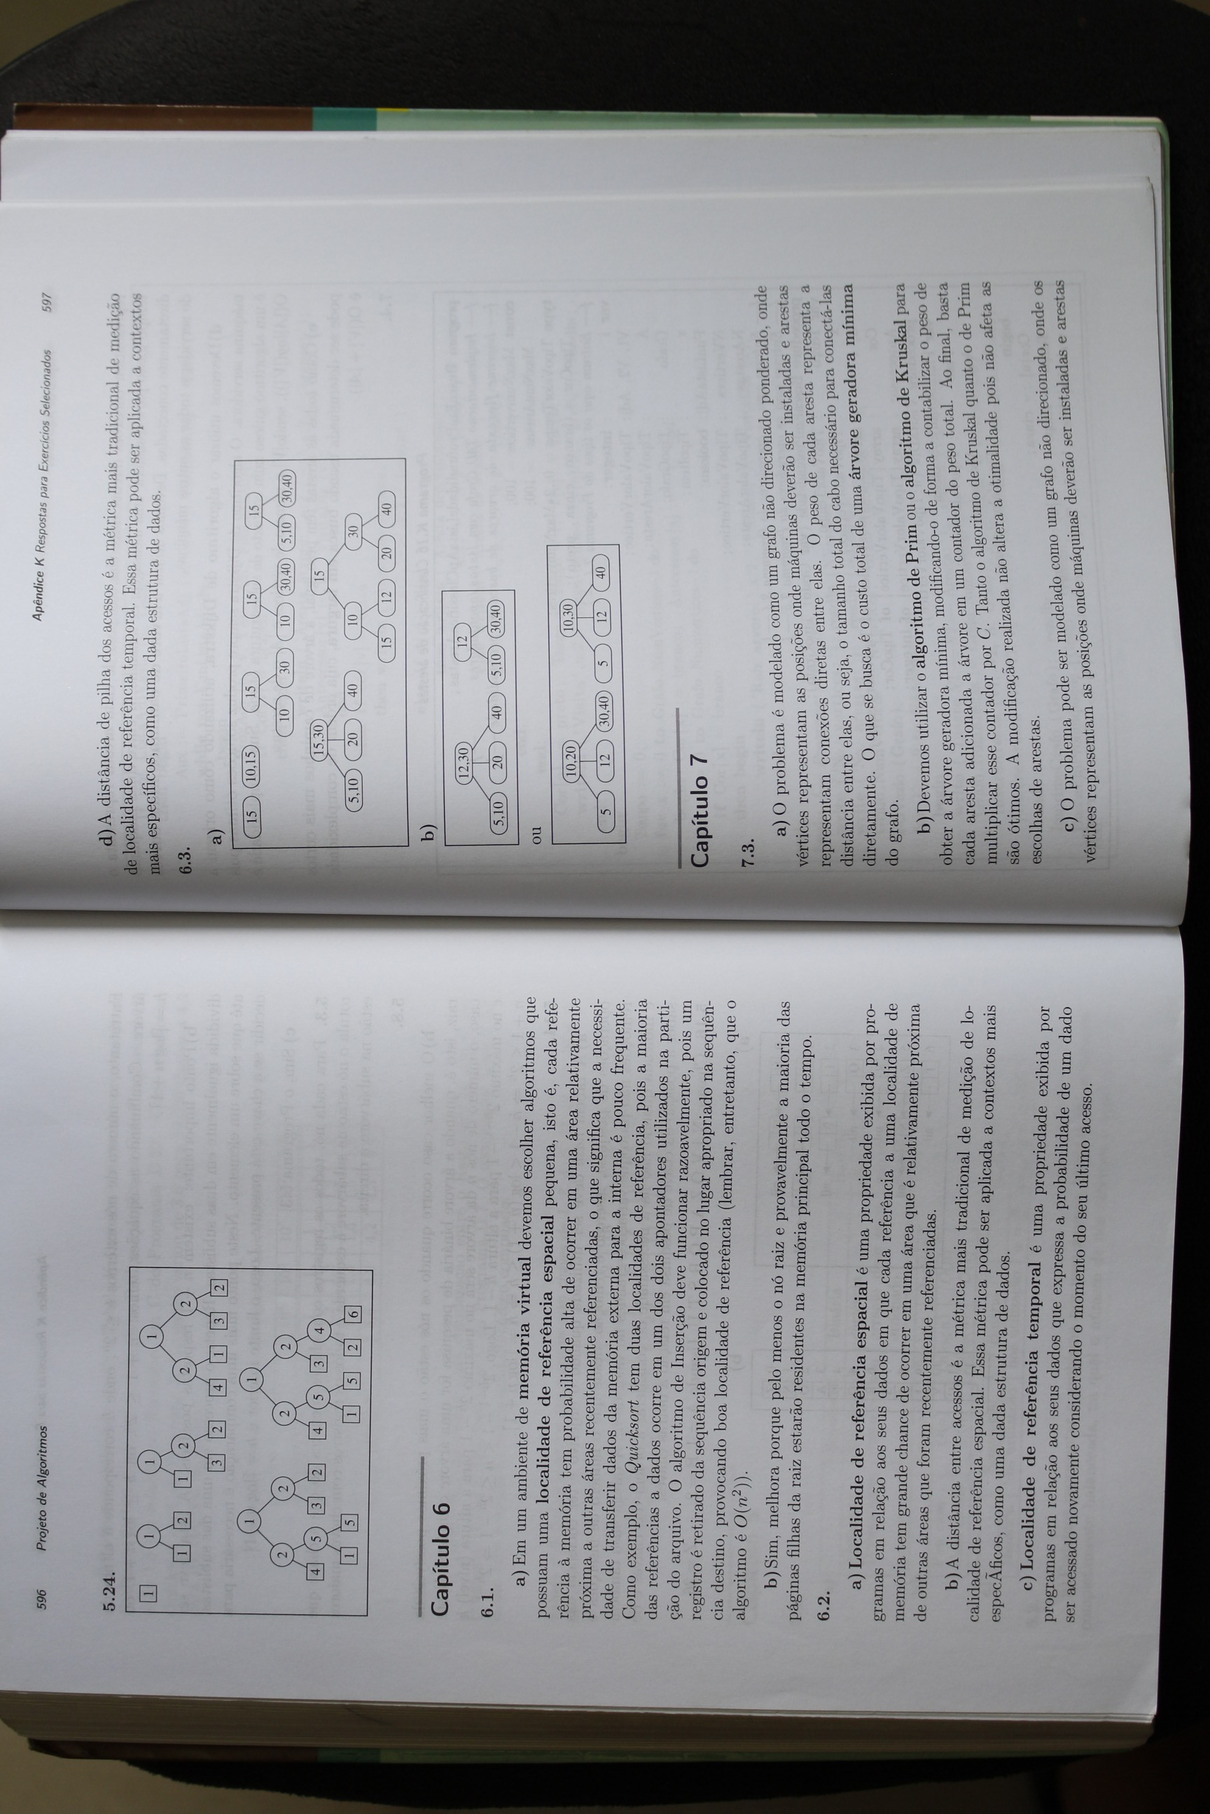 596 Projeto de Algoritmos
5.24.
1 1 1 1
1 2 1 2 2 2
3 2 4 1 3 2
1 1
2 2 2 2
4 5 3 2 4 5 3 4
1 5 1 5 2 6
Capítulo 6
6.1.
a) Em um ambiente de memória virtual devemos escolher algoritmos que
possuam uma localidade de referência espacial pequena, isto é, cada refe-
rência à memória tem probabilidade alta de ocorrer em uma área relativamente
próxima a outras áreas recentemente referenciadas, o que significa que a necessi-
dade de transferir dados da memória externa para a interna é pouco frequente.
Como exemplo, o Quicksort tem duas localidades de referência, pois a maioria
das referências a dados ocorre em um dos dois apontadores utilizados na parti-
ção do arquivo. O algoritmo de Inserção deve funcionar razoavelmente, pois um
registro é retirado da sequência origem e colocado no lugar apropriado na sequên-
cia destino, provocando boa localidade de referência (lembrar, entretanto, que o
algoritmo é O(n²)).
b) Sim, melhora porque pelo menos o nó raiz e provavelmente a maioria das
páginas filhas da raiz estarão residentes na memória principal todo o tempo.
6.2.
a) Localidade de referência espacial é uma propriedade exibida por pro-
gramas em relação aos seus dados em que cada referência a uma localidade de
memória tem grande chance de ocorrer em uma área que é relativamente próxima
de outras áreas que foram recentemente referenciadas.
b) A distância entre acessos é a métrica mais tradicional de medição de lo-
calidade de referência espacial. Essa métrica pode ser aplicada a contextos mais
especÃficos, como uma dada estrutura de dados.
c) Localidade de referência temporal é uma propriedade exibida por
programas em relação aos seus dados que expressa a probabilidade de um dado
ser acessado novamente considerando o momento do seu último acesso.
Apêndice K Respostas para Exercícios Selecionados 597
d) A distância de pilha dos acessos é a métrica mais tradicional de medição
de localidade de referência temporal. Essa métrica pode ser aplicada a contextos
mais específicos, como uma dada estrutura de dados.
6.3.
a)
15 10,15 15 15 15
10 30 10 30,40 5,10 30,40
15,30 15
5,10 20 40 10 30
15 12 20 40
b)
12,30 12
5,10 20 40 5,10 30,40
ou
10,20 10,30
5 12 30,40 5 12 40
Capítulo 7
7.3.
a) O problema é modelado como um grafo não direcionado ponderado, onde
vértices representam as posições onde máquinas deverão ser instaladas e arestas
representam conexões diretas entre elas. O peso de cada aresta representa a
distância entre elas, ou seja, o tamanho total do cabo necessário para conectá-las
diretamente. O que se busca é o custo total de uma árvore geradora mínima
do grafo.
b) Devemos utilizar o algoritmo de Prim ou o algoritmo de Kruskal para
obter a árvore geradora mínima, modificando-o de forma a contabilizar o peso de
cada aresta adicionada a árvore em um contador do peso total. Ao final, basta
multiplicar esse contador por C. Tanto o algoritmo de Kruskal quanto o de Prim
são ótimos. A modificação realizada não altera a otimalidade pois não afeta as
escolhas de arestas.
c) O problema pode ser modelado como um grafo não direcionado, onde os
vértices representam as posições onde máquinas deverão ser instaladas e arestas